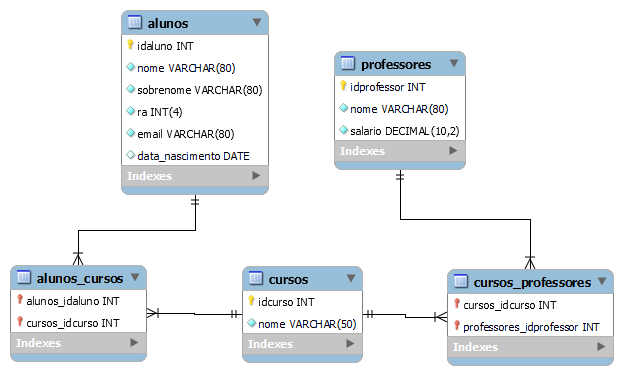 alunos
idaluno INT
nome VARCHAR(80)
sobrenome VARCHAR(80)
ra INT(4)
email VARCHAR(80)
data_nascimento DATE
Indexes
professores
idprofessor INT
nome VARCHAR(80)
salario DECIMAL(10,2)
Indexes
alunos_cursos
alunos_idaluno INT
cursos_idcurso INT
Indexes
cursos
idcurso INT
nome VARCHAR(50)
Indexes
cursos_professores
cursos_idcurso INT
professores_idprofessor INT
Indexes